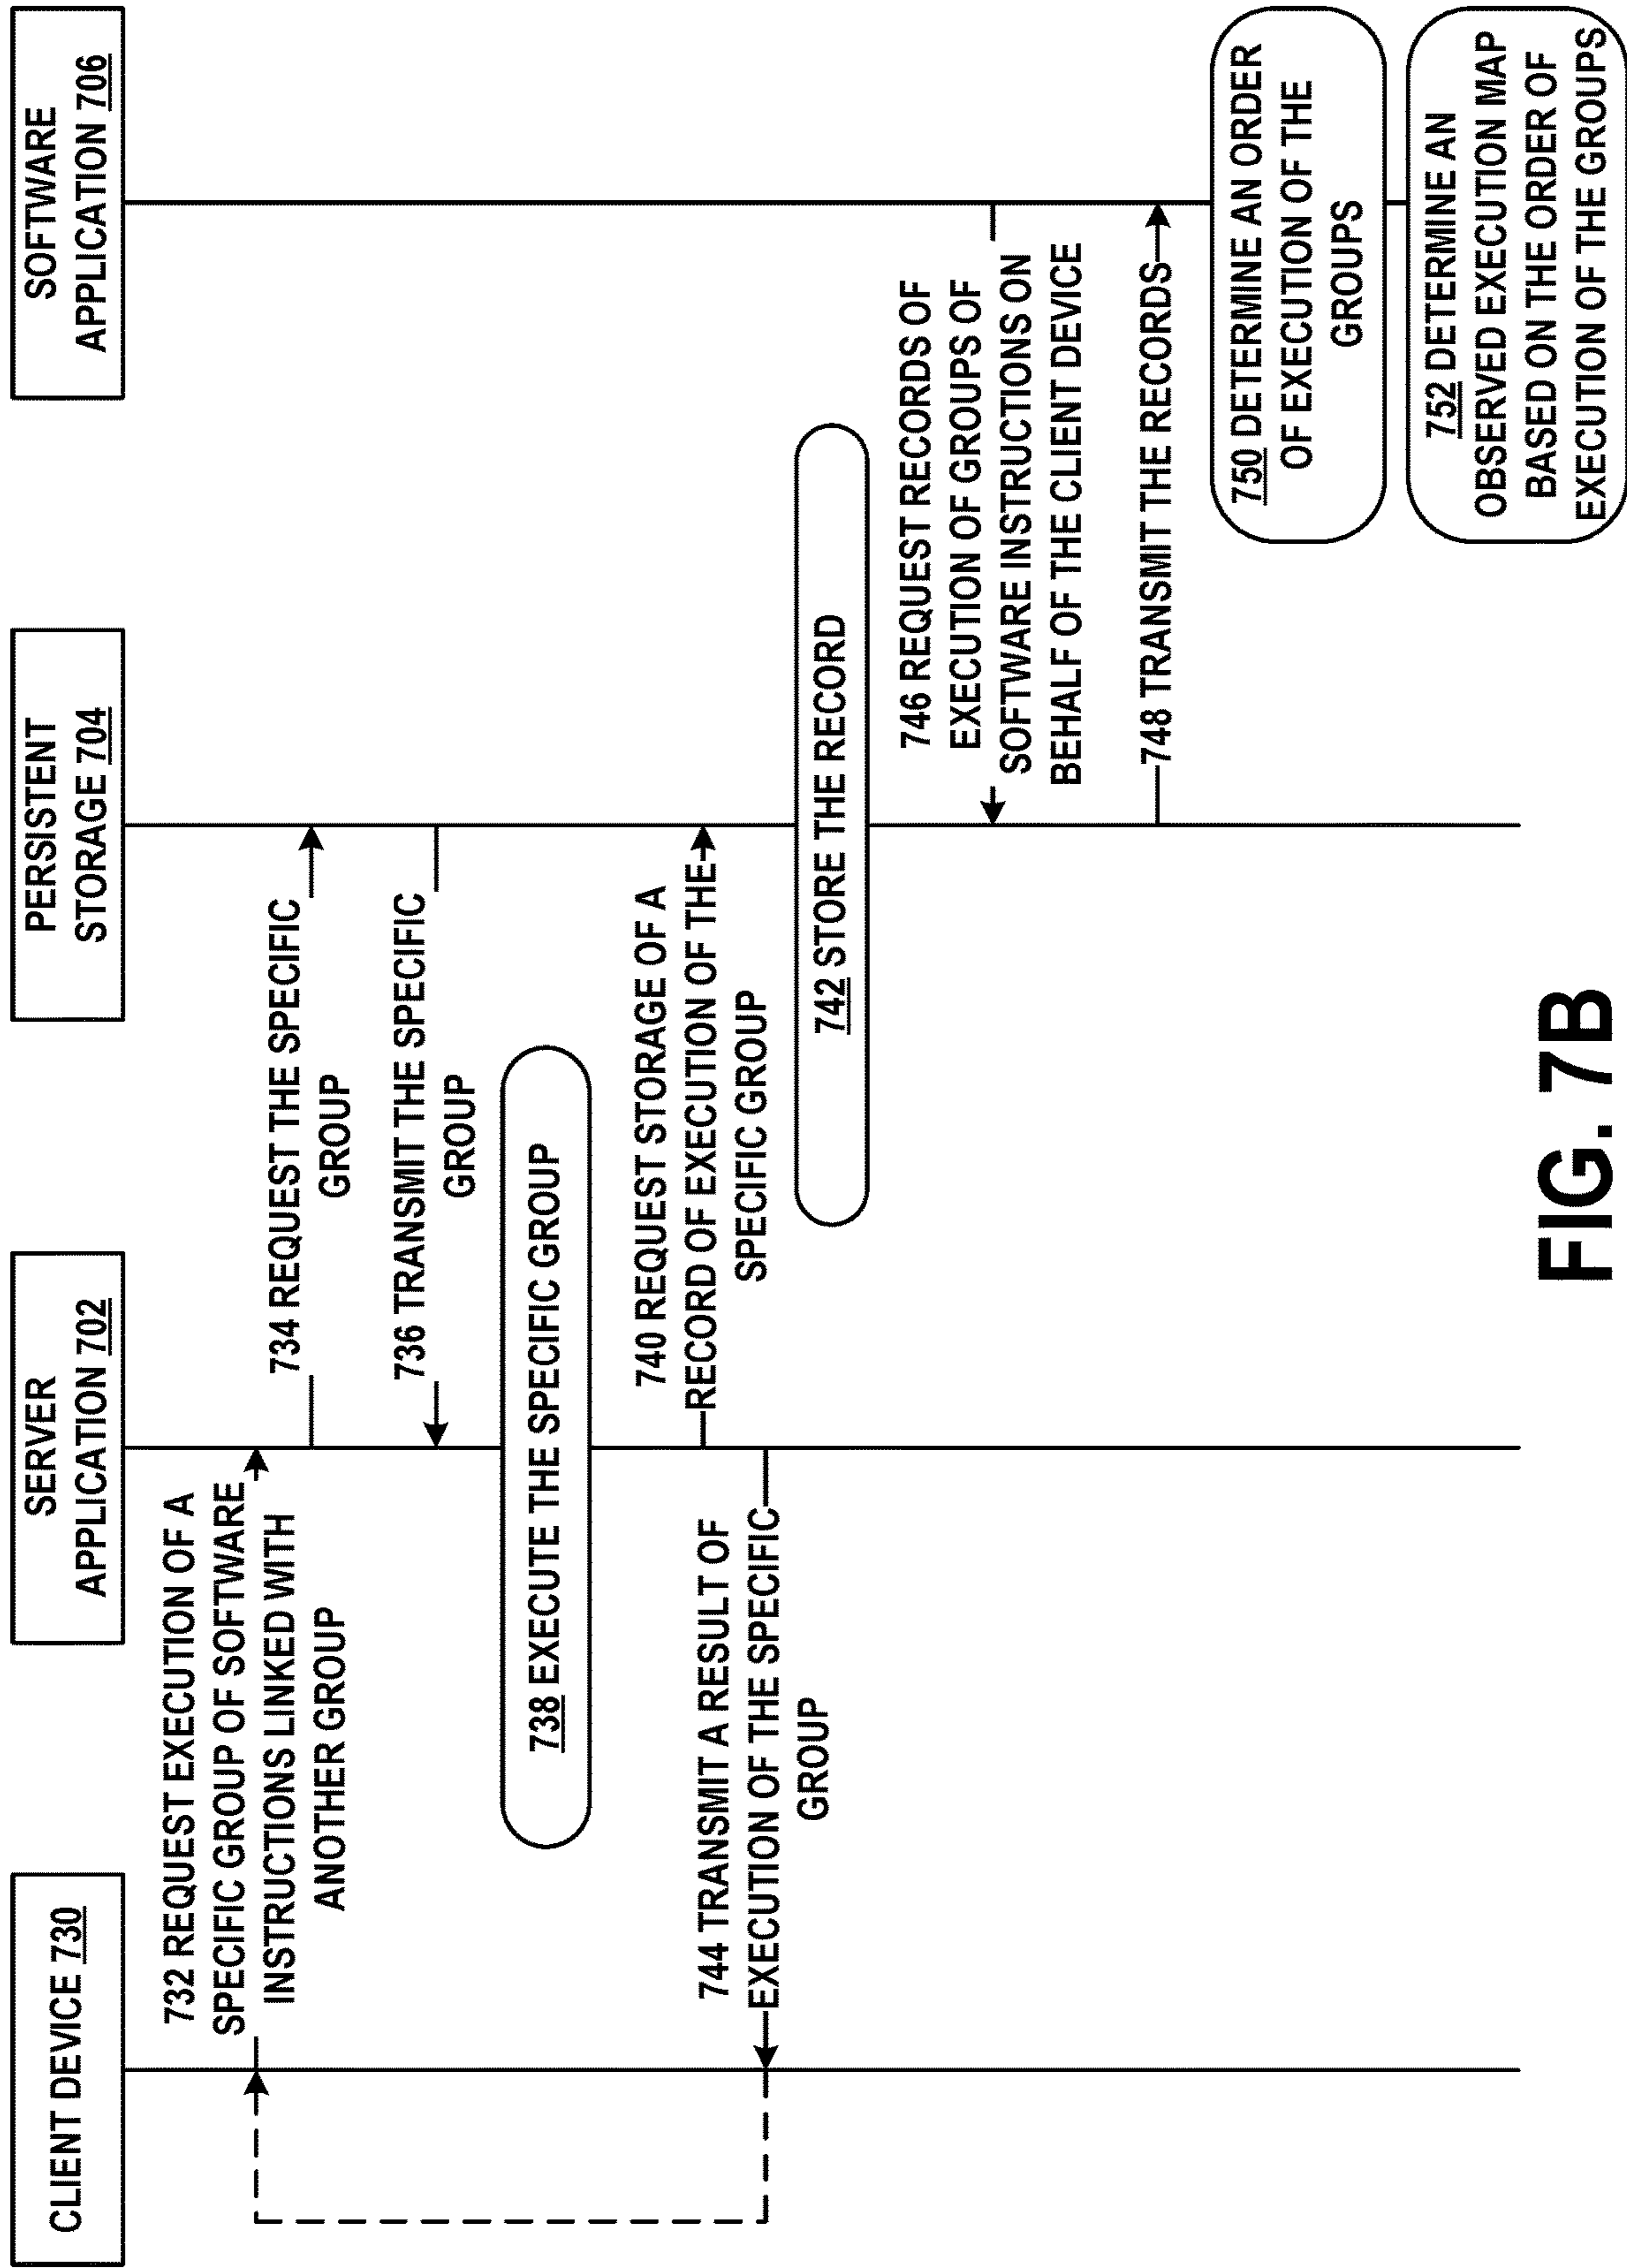 CLIENT DEVICE 730
SERVER
APPLICATION 702
PERSISTENT
STORAGE 704
SOFTWARE
APPLICATION 706
732 REQUEST EXECUTION OF A
SPECIFIC GROUP OF SOFTWARE
INSTRUCTIONS LINKED WITH
ANOTHER GROUP
734 REQUEST THE SPECIFIC
GROUP
736 TRANSMIT THE SPECIFIC
GROUP
738 EXECUTE THE SPECIFIC GROUP
740 REQUEST STORAGE OF A
RECORD OF EXECUTION OF THE
SPECIFIC GROUP
744 TRANSMIT A RESULT OF
EXECUTION OF THE SPECIFIC
GROUP
742 STORE THE RECORD
746 REQUEST RECORDS OF
EXECUTION OF GROUPS OF
SOFTWARE INSTRUCTIONS ON
BEHALF OF THE CLIENT DEVICE
748 TRANSMIT THE RECORDS
750 DETERMINE AN ORDER
OF EXECUTION OF THE
GROUPS
752 DETERMINE AN
OBSERVED EXECUTION MAP
BASED ON THE ORDER OF
EXECUTION OF THE GROUPS
FIG. 7B